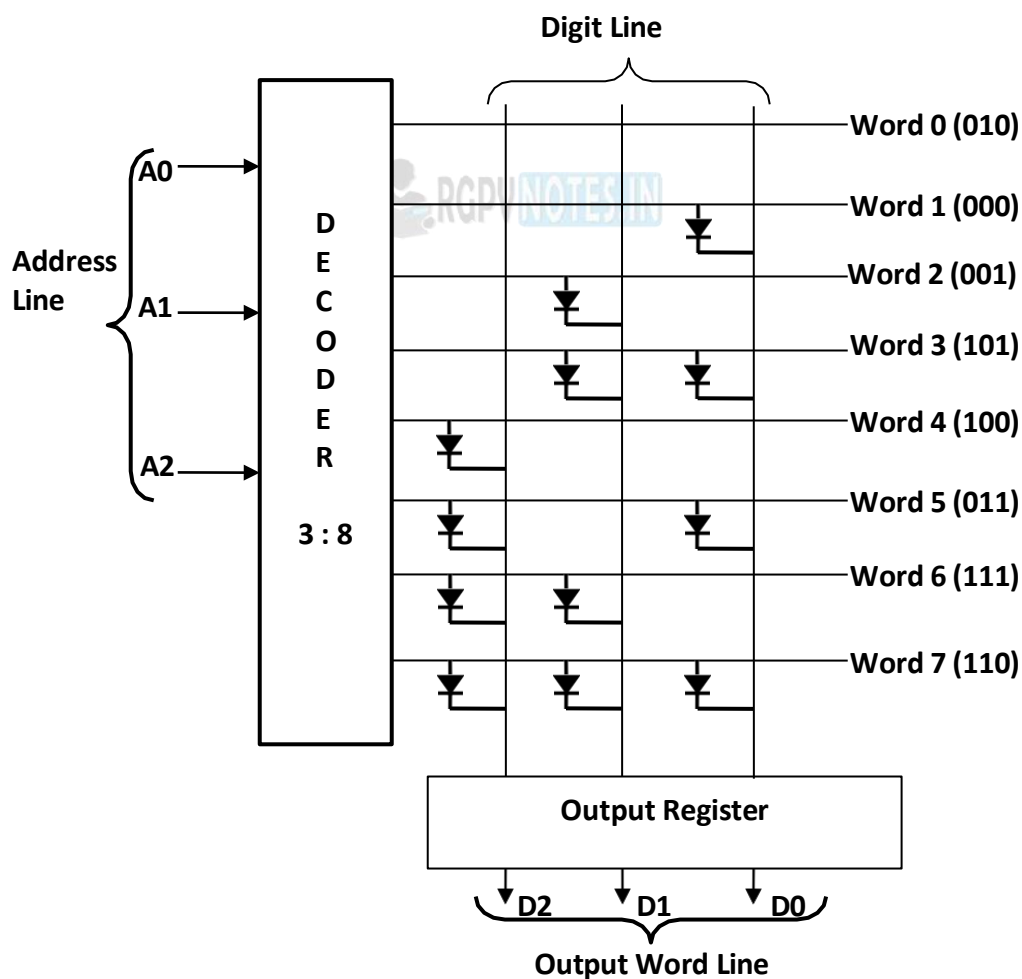 Digit Line
Word 0 (010)
A0
RGPVNOTES.IN
Word 1 (000)
Address
Line
Word 2 (001)
A1
D
E
C
O
D
E
R
3 : 8
Word 3 (101)
Word 4 (100)
A2
Word 5 (011)
Word 6 (111)
Word 7 (110)
Output Register
D2 D1 D0
Output Word Line